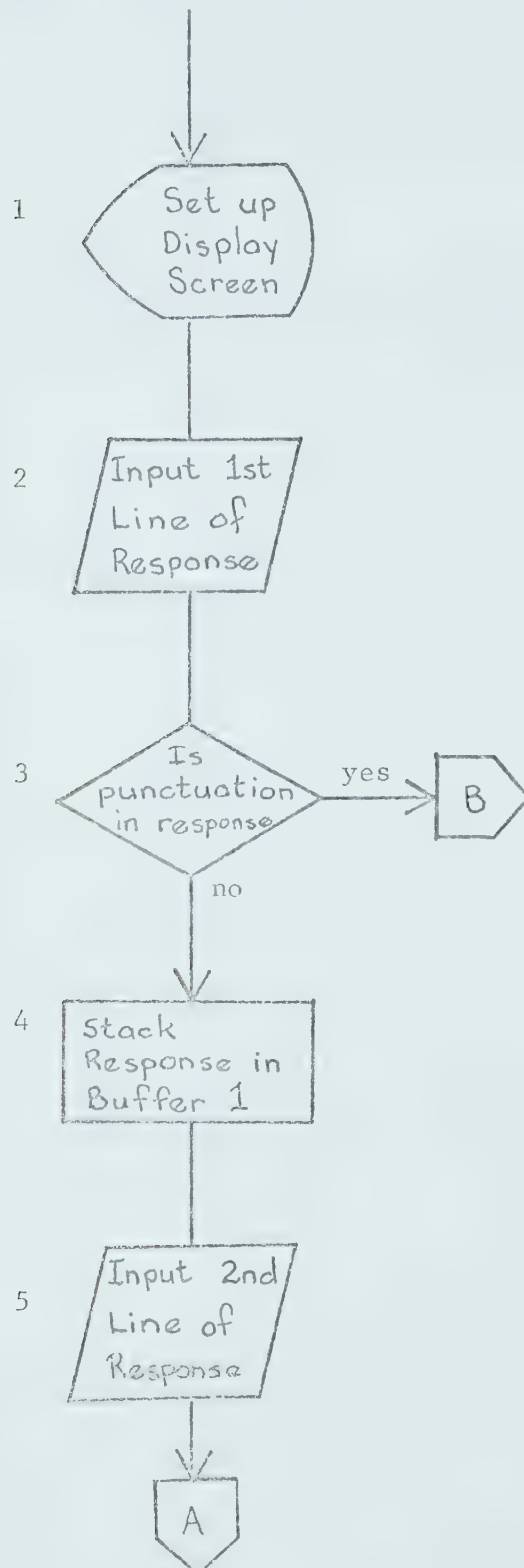 1
Set up
Display
Screen
2
Input 1st
Line of
Response
3
Is
punctuation
in response
yes
B
no
4
Stack
Response in
Buffer 1
5
Input 2nd
Line of
Response
A